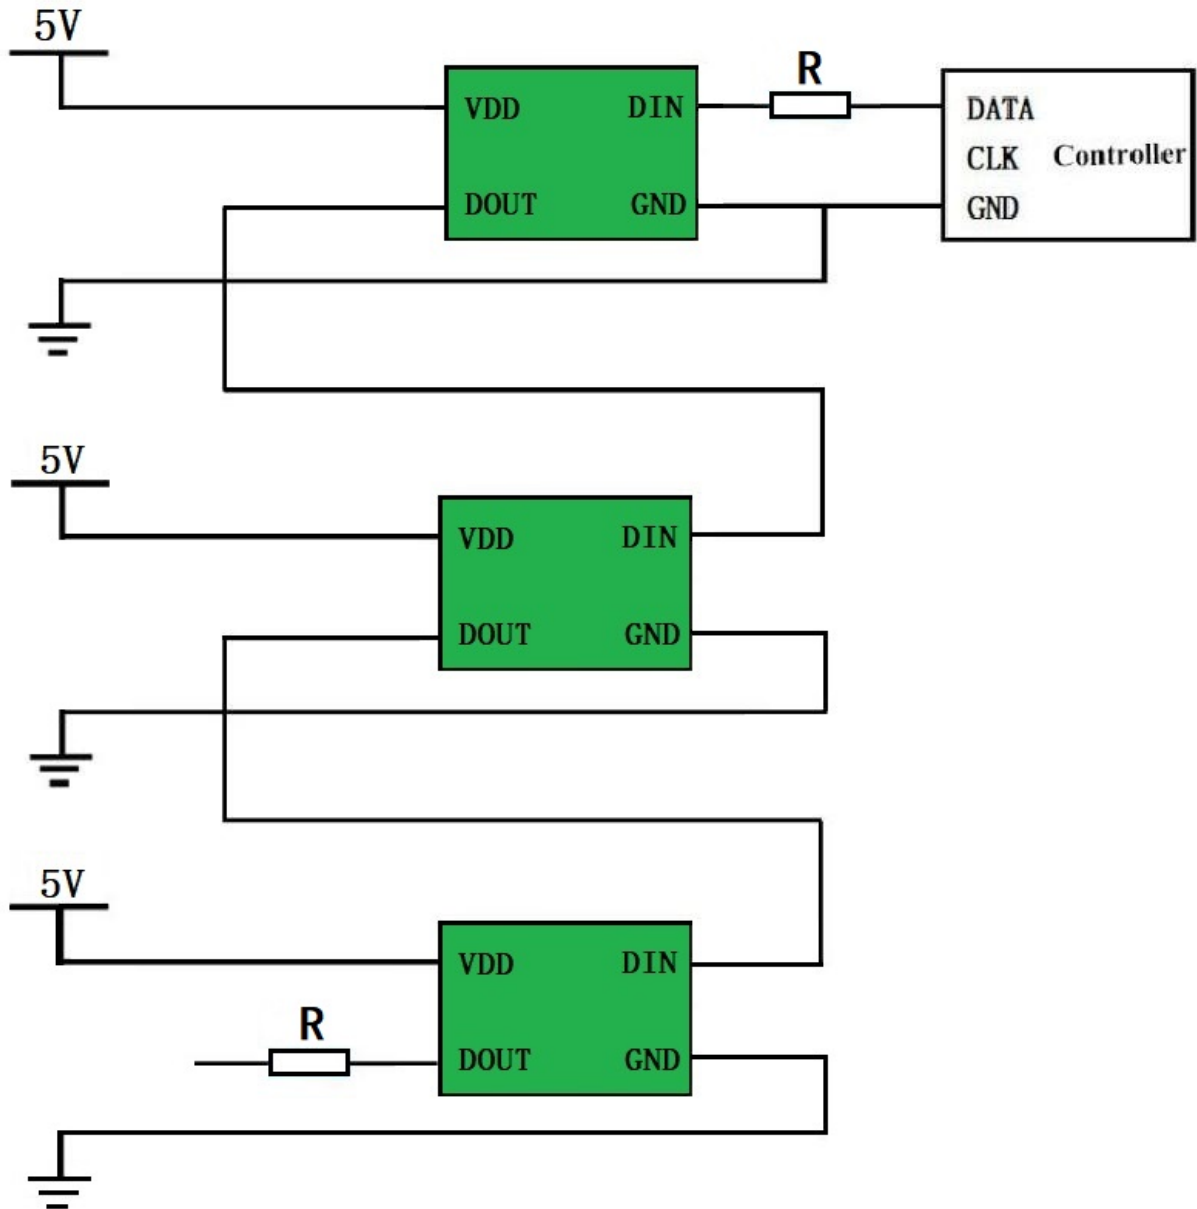 5V
R
VDD DIN
DATA
CLK Controller
DOUT GND
GND
5V
VDD DIN
DOUT GND
5V
VDD DIN
R
DOUT GND